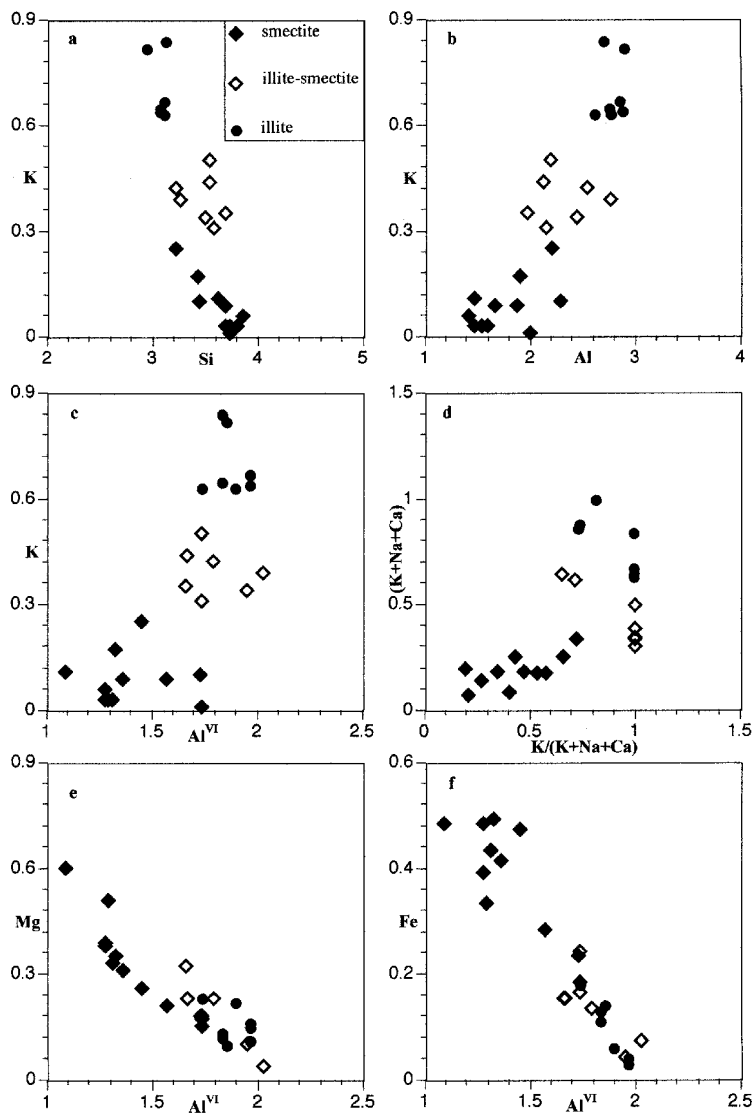 a
smectite
illite-smectite
illite
0.9
0.6
K
0.3
0
2 3 4 5
Si
b
0.9
0.6
K
0.3
0
1 2 3 4
Al
c
0.9
0.6
K
0.3
0
1 1.5 2 2.5
Al^VI
d
1.5
1
(K+Na+Ca)
0.5
0
0 0.5 1 1.5
K/(K+Na+Ca)
e
0.9
0.6
Mg
0.3
0
1 1.5 2 2.5
Al^VI
f
0.6
0.4
Fe
0.2
0
1 1.5 2 2.5
Al^VI